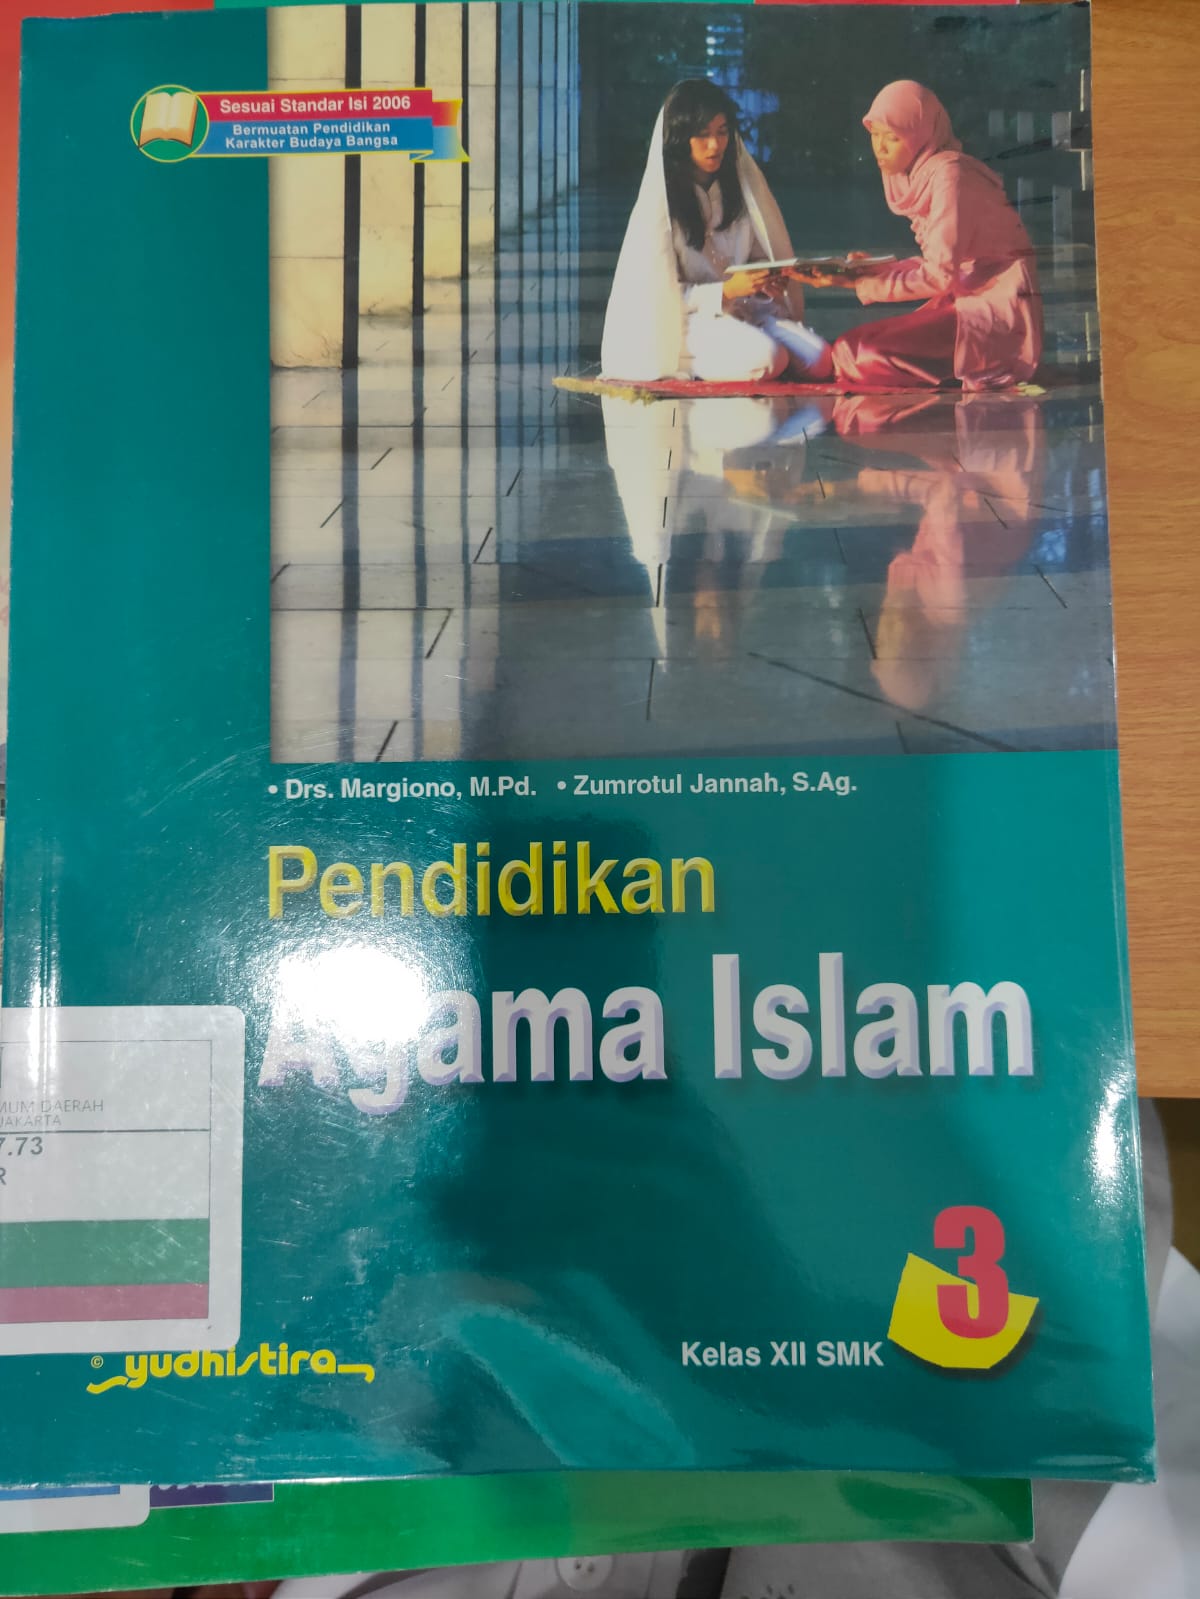 Sesuai Standar Isi 2006
Bermuatan Pendidikan
Karakter Budaya Bangsa
• Drs. Margiono, M.Pd. • Zumrotul Jannah, S.Ag.
Pendidikan
Agama Islam
3
Kelas XII SMK
DAERAH
JAKARTA
7.73
R
© yudhistira